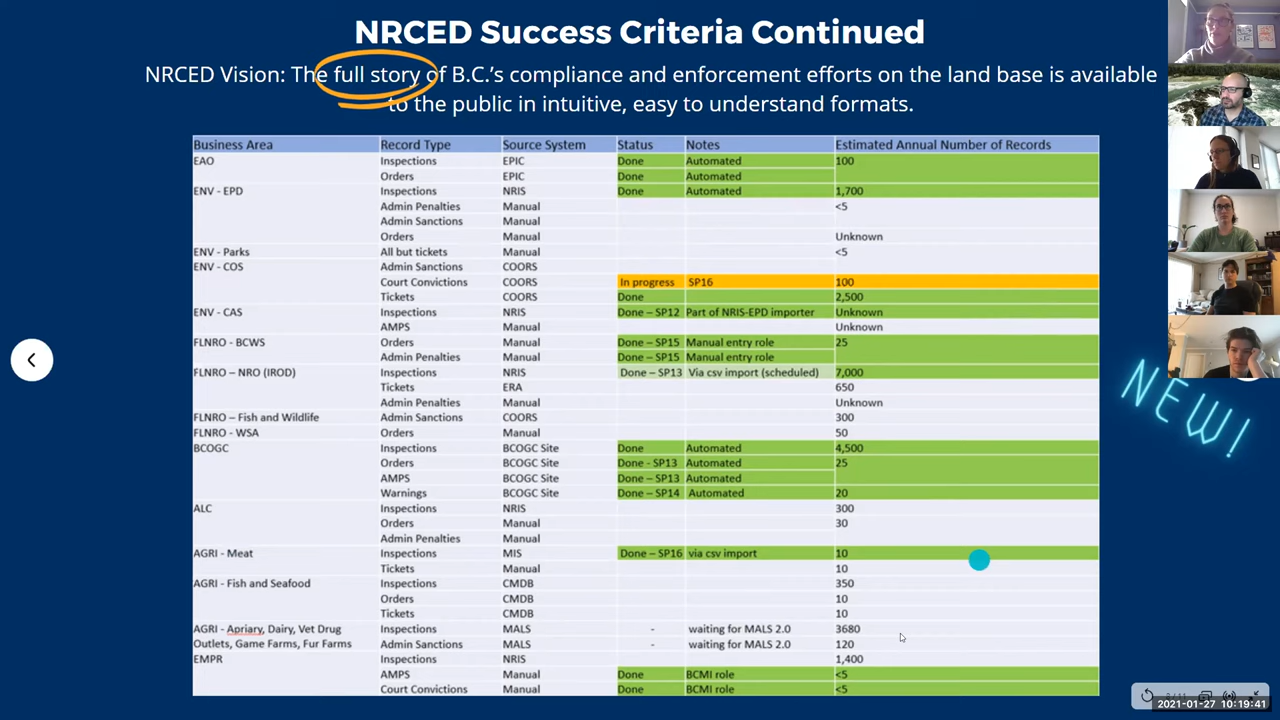 NRCED Success Criteria Continued
NRCED Vision: The full story of B.C.'s compliance and enforcement efforts on the land base is available
to the public in intuitive, easy to understand formats.
Business Area Record Type Source System Status Notes Estimated Annual Number of Records
EAO Inspections EPIC Done Automated 100
Orders EPIC Done Automated
ENV - EPD Inspections NRIS Done Automated 1,700
Admin Penalties Manual <5
Admin Sanctions Manual
Orders Manual Unknown
ENV - Parks All but tickets Manual <5
ENV - COS Admin Sanctions COORS
Court Convictions COORS In progress SP16 100
Tickets COORS Done 2,500
ENV - CAS Inspections NRIS Done – SP12 Part of NRIS-EPD importer Unknown
AMPS Manual Unknown
FLNRO - BCWS Orders Manual Done – SP15 Manual entry role 25
Admin Penalties Manual Done – SP15 Manual entry role
FLNRO – NRO (IROD) Inspections NRIS Done – SP13 Via csv import (scheduled) 7,000
Tickets ERA 650
Admin Penalties Manual Unknown
FLNRO – Fish and Wildlife Admin Sanctions COORS 300
FLNRO – WSA Orders Manual 50
BCOGC Inspections BCOGC Site Done Automated 4,500
Orders BCOGC Site Done - SP13 Automated 25
AMPS BCOGC Site Done – SP13 Automated
Warnings BCOGC Site Done – SP14 Automated 20
ALC Inspections NRIS 300
Orders Manual 30
Admin Penalties Manual
AGRI - Meat Inspections MIS Done – SP16 via csv import 10
Tickets Manual 10
AGRI - Fish and Seafood Inspections CMDB 350
Orders CMDB 10
Tickets CMDB 10
AGRI - Apriary, Dairy, Vet Drug Inspections MALS - waiting for MALS 2.0 3680
Outlets, Game Farms, Fur Farms Admin Sanctions MALS - waiting for MALS 2.0 120
EMPR Inspections NRIS 1,400
AMPS Manual Done BCMI role <5
Court Convictions Manual Done BCMI role <5
NEW!
2021-01-27 10:19:41